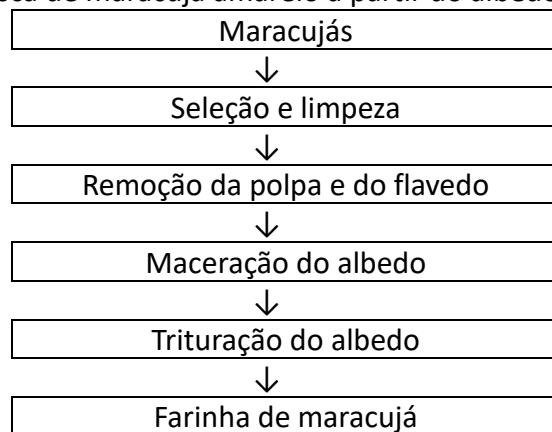 Maracujás
↓
Seleção e limpeza
↓
Remoção da polpa e do flavedo
↓
Maceração do albedo
↓
Trituração do albedo
↓
Farinha de maracujá